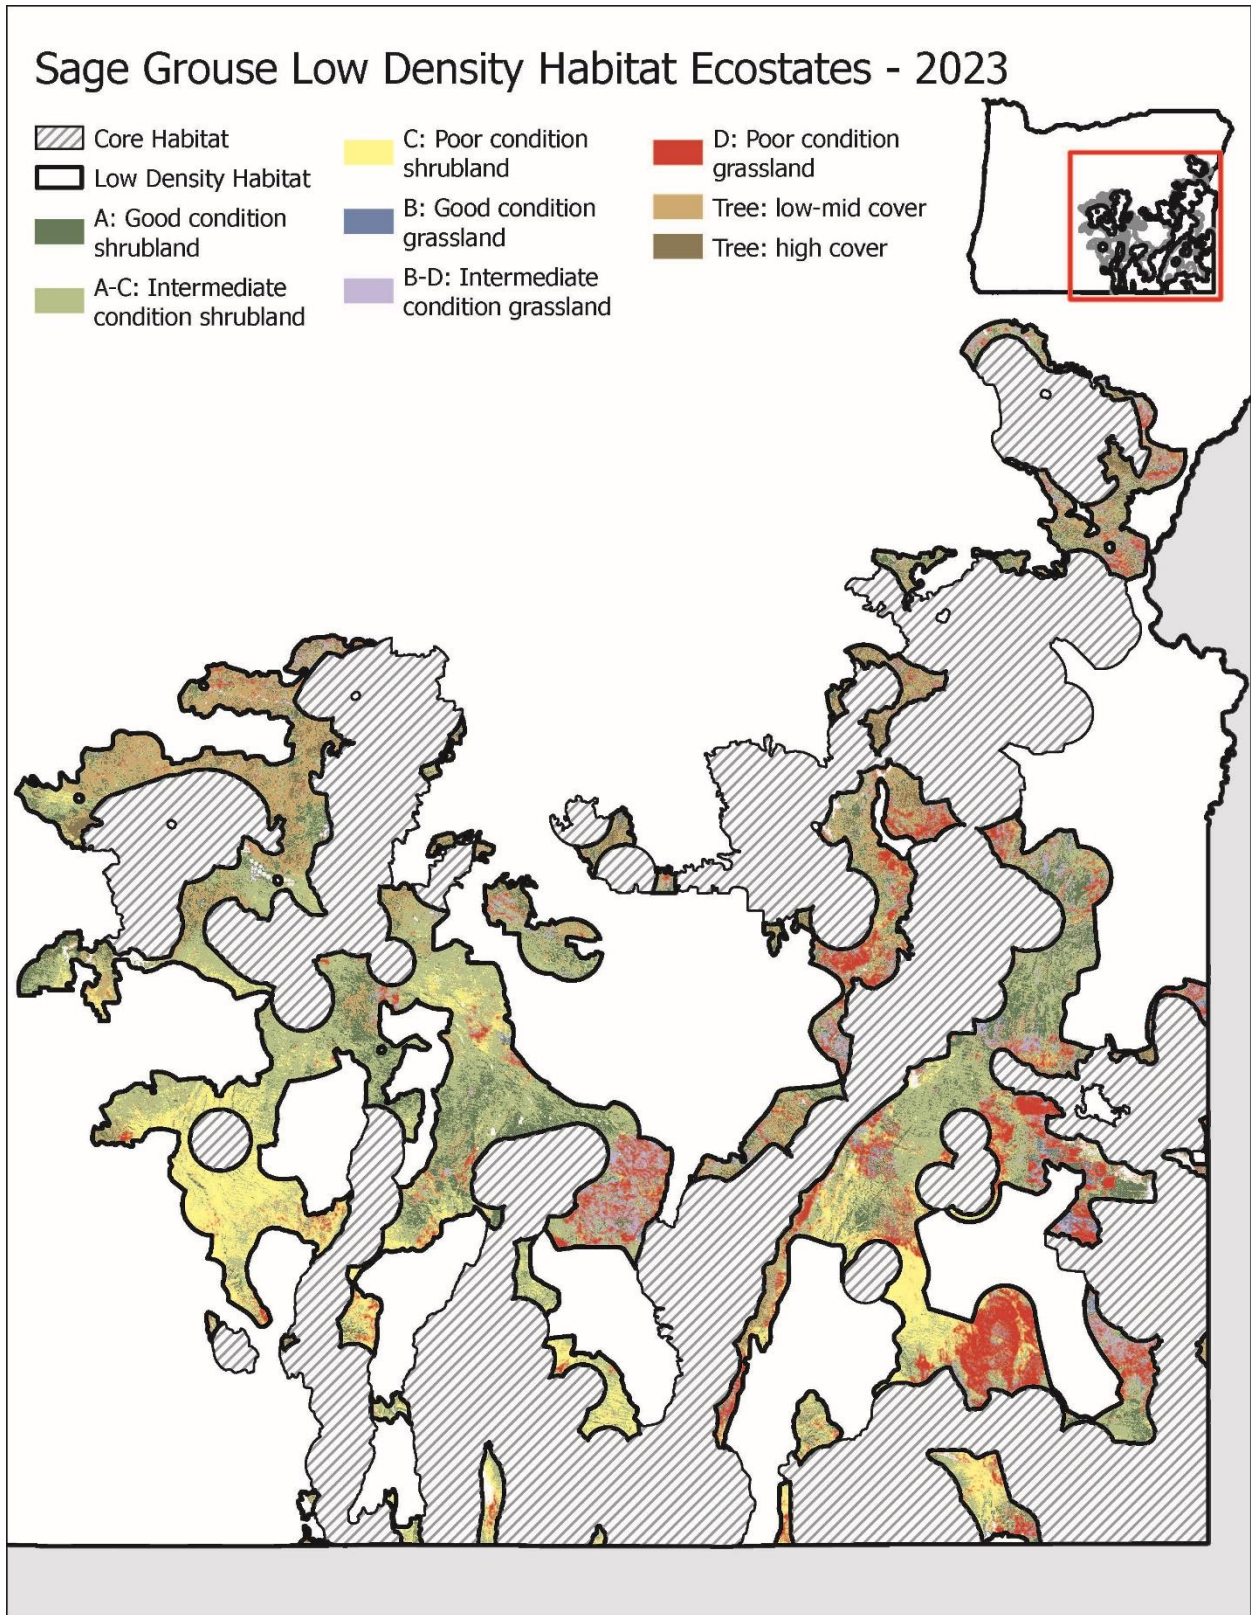 Sage Grouse Low Density Habitat Ecostates - 2023
Core Habitat
Low Density Habitat
A: Good condition
shrubland
A-C: Intermediate
condition shrubland
C: Poor condition
shrubland
B: Good condition
grassland
B-D: Intermediate
condition grassland
D: Poor condition
grassland
Tree: low-mid cover
Tree: high cover